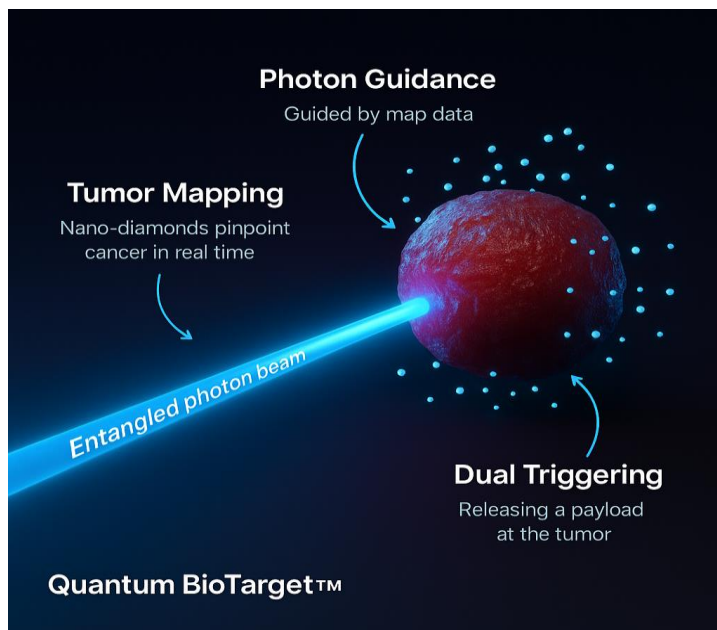 Photon Guidance
Guided by map data
Tumor Mapping
Nano-diamonds pinpoint
cancer in real time
Entangled photon beam
Dual Triggering
Releasing a payload
at the tumor
Quantum BioTarget™